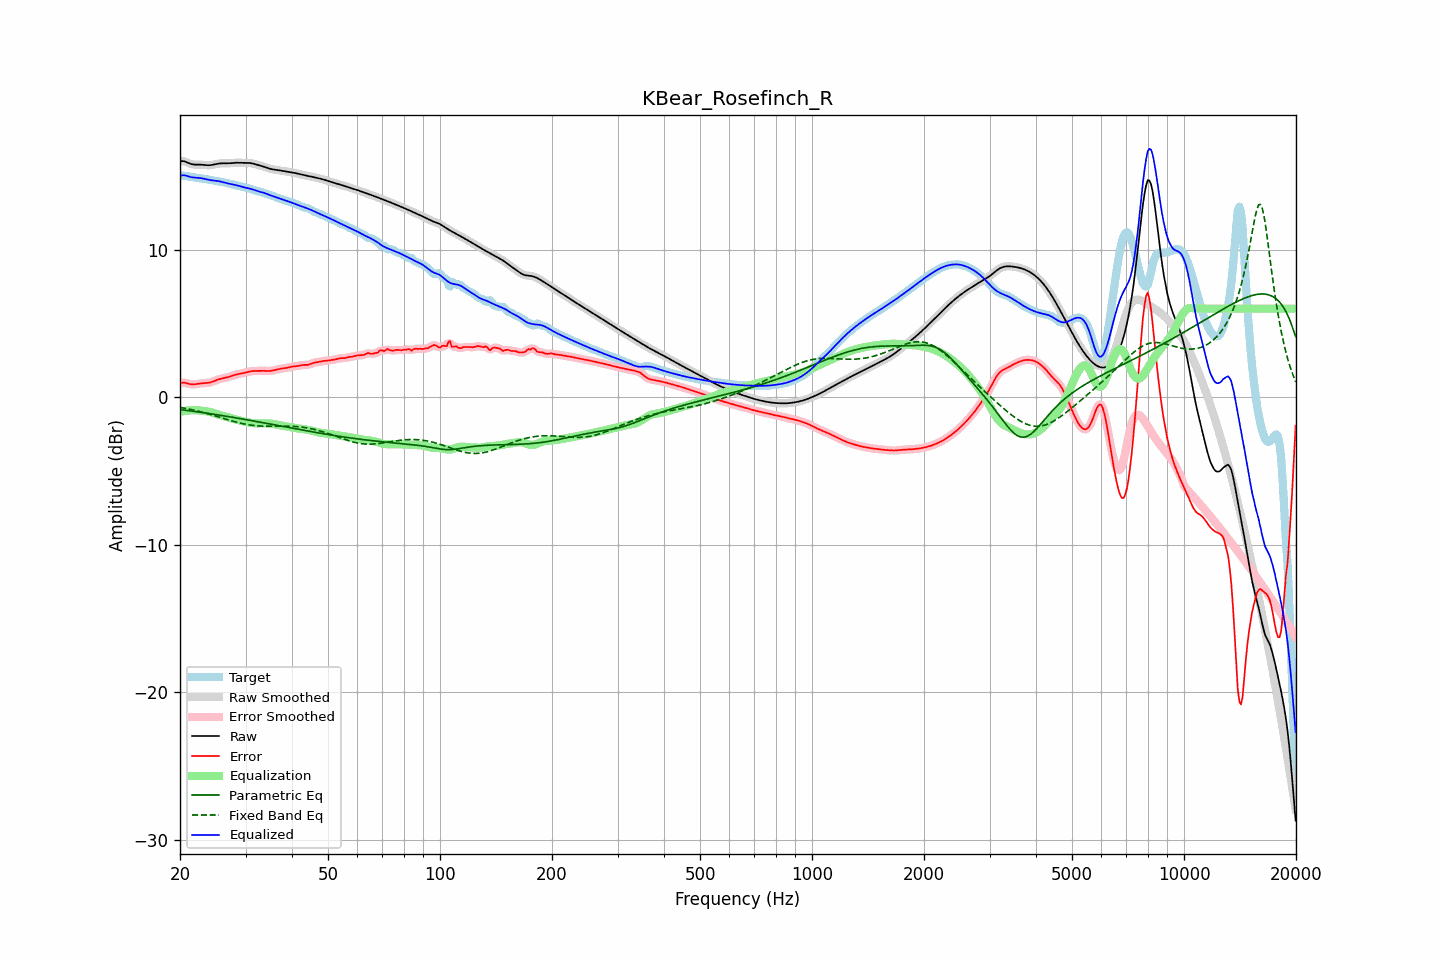 KBear_Rosefinch_R
Amplitude (dBr)
10
0
−10
−20
−30
Target
Raw Smoothed
Error Smoothed
Raw
Error
Equalization
Parametric Eq
Fixed Band Eq
Equalized
20 50 100 200 500 1000 2000 5000 10000 20000
Frequency (Hz)